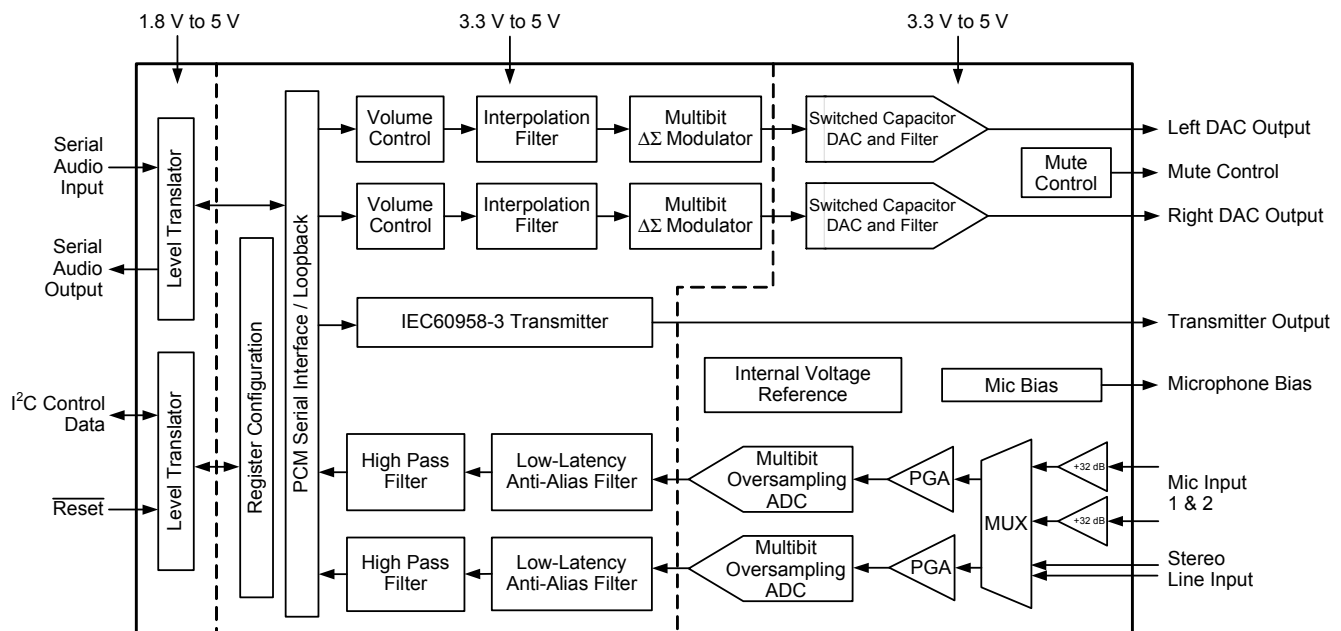 1.8 V to 5 V
3.3 V to 5 V
3.3 V to 5 V
Serial
Audio
Input
Serial
Audio
Output
I²C Control
Data
Reset
Level Translator
Level Translator
Register Configuration
PCM Serial Interface / Loopback
Volume
Control
Interpolation
Filter
Multibit
ΔΣ Modulator
Switched Capacitor
DAC and Filter
Left DAC Output
Mute
Control
Mute Control
Volume
Control
Interpolation
Filter
Multibit
ΔΣ Modulator
Switched Capacitor
DAC and Filter
Right DAC Output
IEC60958-3 Transmitter
Transmitter Output
Internal Voltage
Reference
Mic Bias
Microphone Bias
High Pass
Filter
Low-Latency
Anti-Alias Filter
Multibit
Oversampling
ADC
PGA
MUX
+32 dB
+32 dB
Mic Input
1 & 2
High Pass
Filter
Low-Latency
Anti-Alias Filter
Multibit
Oversampling
ADC
PGA
Stereo
Line Input